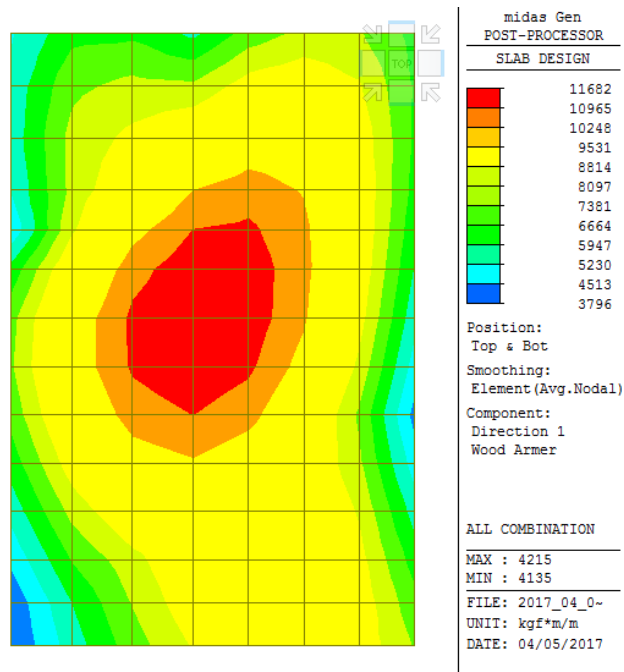 TOP
midas Gen
POST-PROCESSOR
SLAB DESIGN
11682
10965
10248
9531
8814
8097
7381
6664
5947
5230
4513
3796
Position:
Top & Bot
Smoothing:
Element(Avg.Nodal)
Component:
Direction 1
Wood Armer
ALL COMBINATION
MAX : 4215
MIN : 4135
FILE: 2017_04_0~
UNIT: kgf*m/m
DATE: 04/05/2017